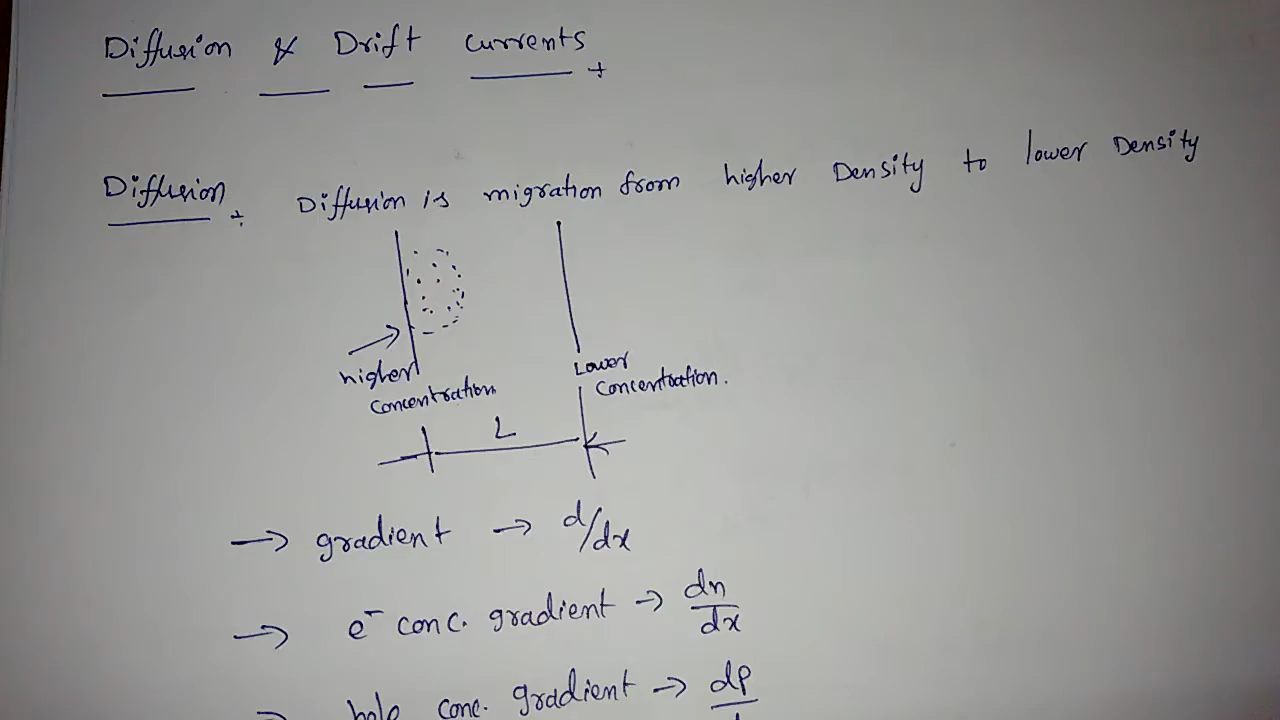 Diffusion & Drift currents
Diffusion ÷ Diffusion is migration from higher Density to lower Density
higher
concentration
Lower
concentration.
L
→ gradient → d/dx
→ e⁻ conc. gradient → dn/dx
→ hole conc. gradient → dp/d